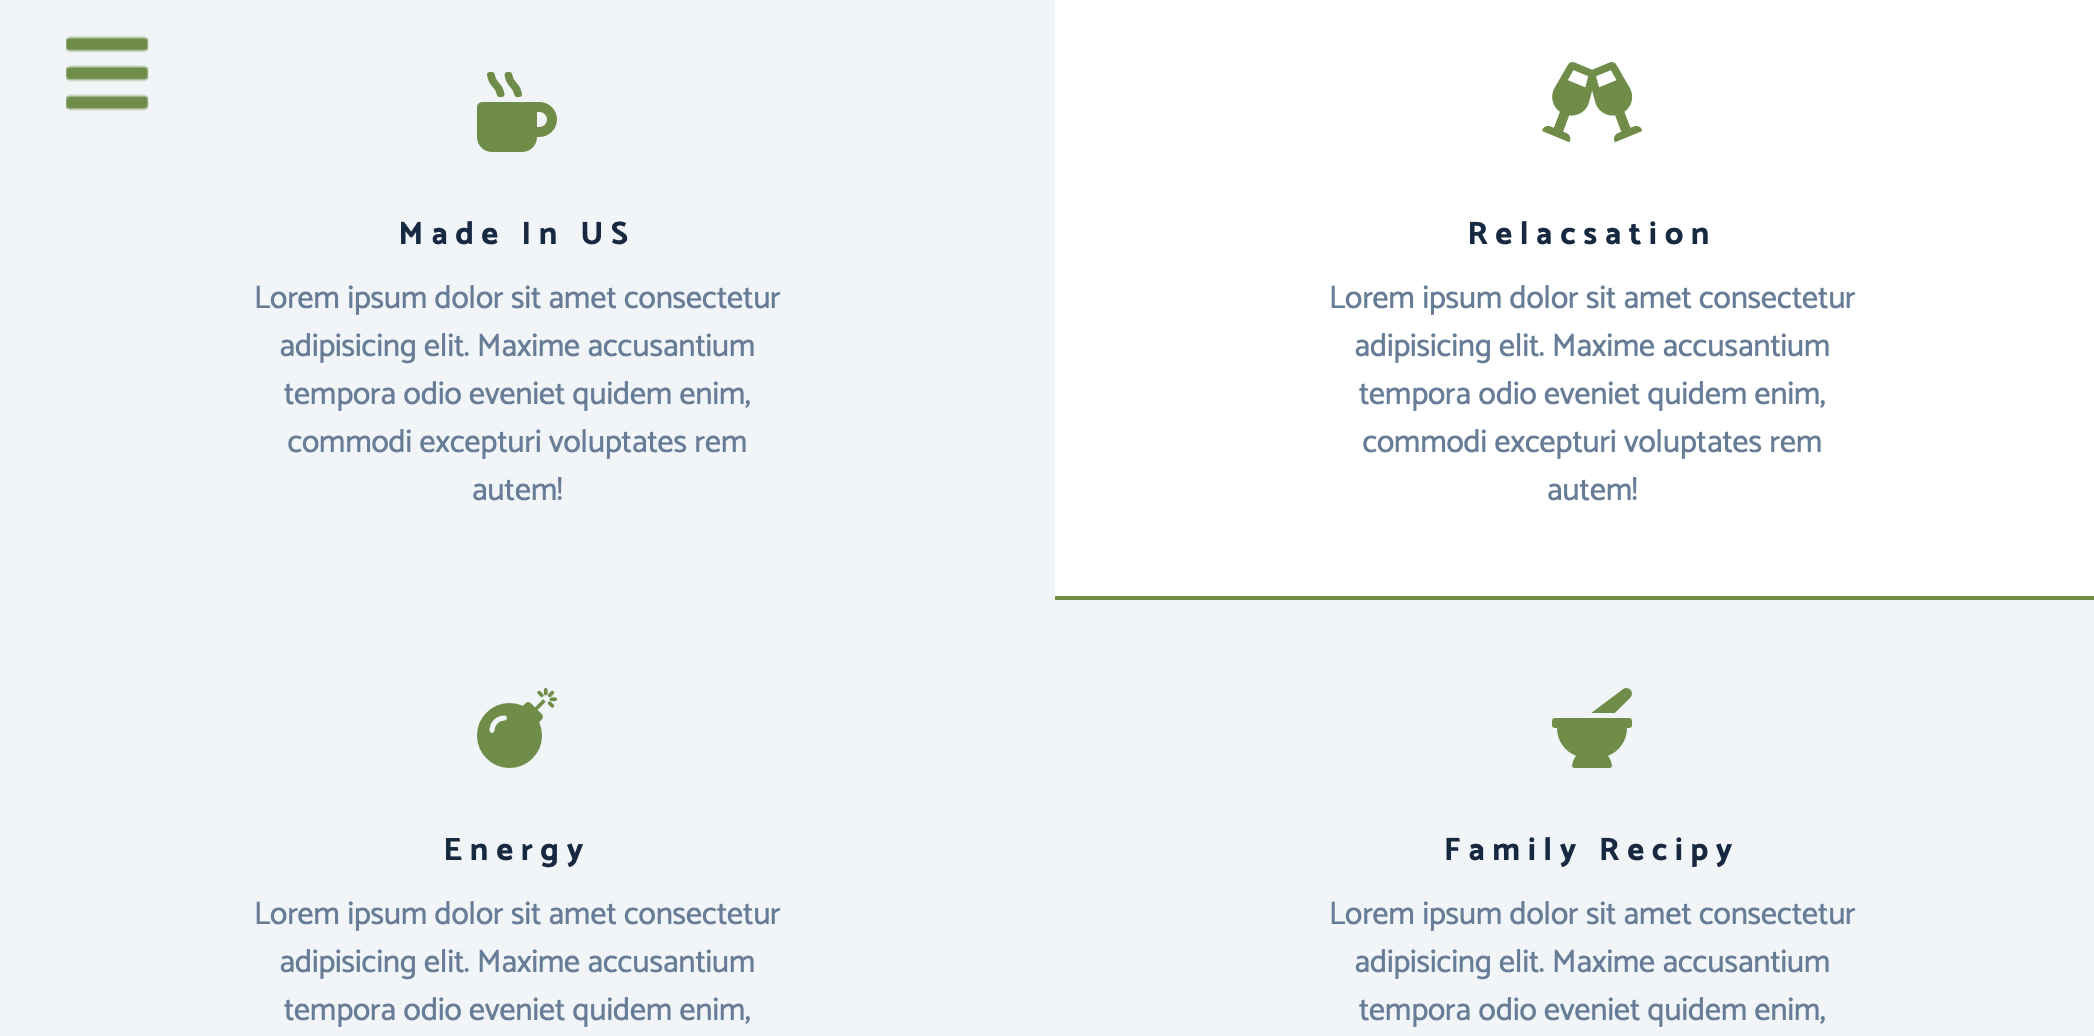 Made In US
Lorem ipsum dolor sit amet consectetur
adipisicing elit. Maxime accusantium
tempora odio eveniet quidem enim,
commodi excepturi voluptates rem
autem!
Relacsation
Lorem ipsum dolor sit amet consectetur
adipisicing elit. Maxime accusantium
tempora odio eveniet quidem enim,
commodi excepturi voluptates rem
autem!
Energy
Lorem ipsum dolor sit amet consectetur
adipisicing elit. Maxime accusantium
tempora odio eveniet quidem enim,
Family Recipy
Lorem ipsum dolor sit amet consectetur
adipisicing elit. Maxime accusantium
tempora odio eveniet quidem enim,